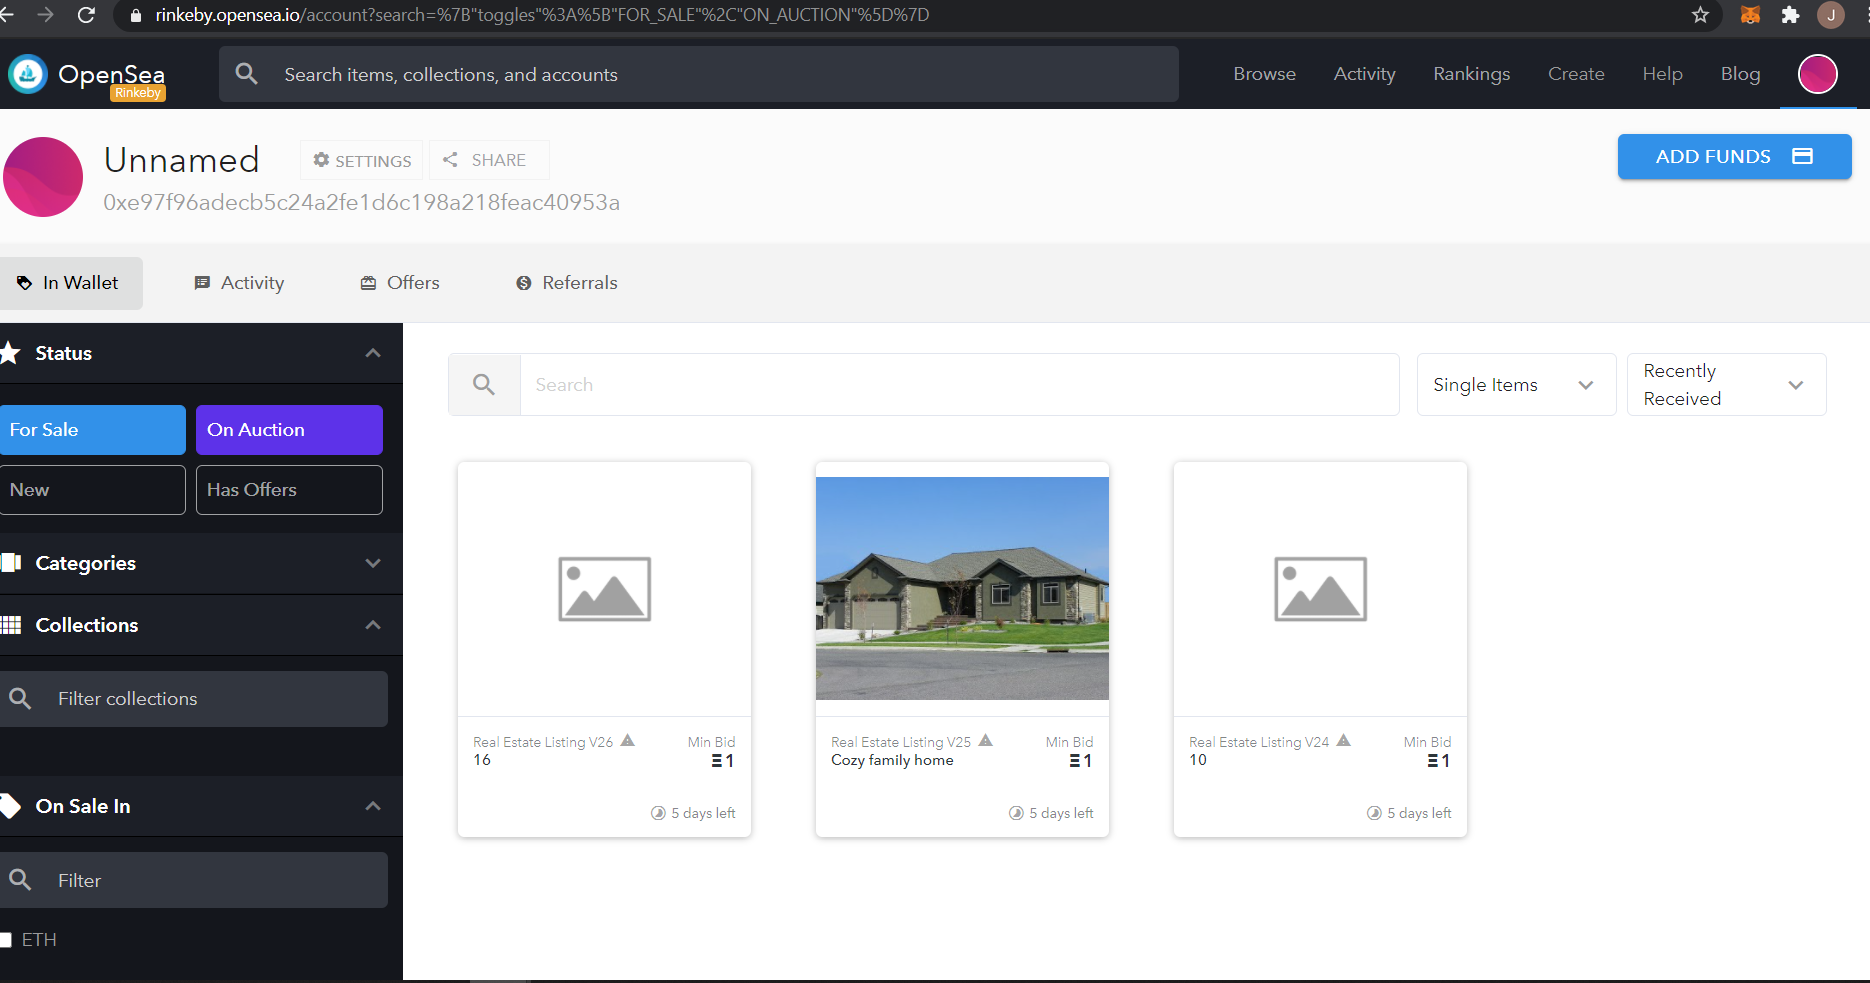 rinkeby.opensea.io/account?search=%7B"toggles"%3A%5B"FOR_SALE"%2C"ON_AUCTION"%5D%7D
J
OpenSea
Rinkeby
Search items, collections, and accounts
Browse
Activity
Rankings
Create
Help
Blog
Unnamed
SETTINGS
SHARE
ADD FUNDS
0xe97f96adecb5c24a2fe1d6c198a218feac40953a
In Wallet
Activity
Offers
Referrals
Status
For Sale
On Auction
New
Has Offers
Categories
Collections
Filter collections
On Sale In
Filter
ETH
Search
Single Items
Recently
Received
Real Estate Listing V26
Min Bid
16
1
5 days left
Real Estate Listing V25
Min Bid
Cozy family home
1
5 days left
Real Estate Listing V24
Min Bid
10
1
5 days left